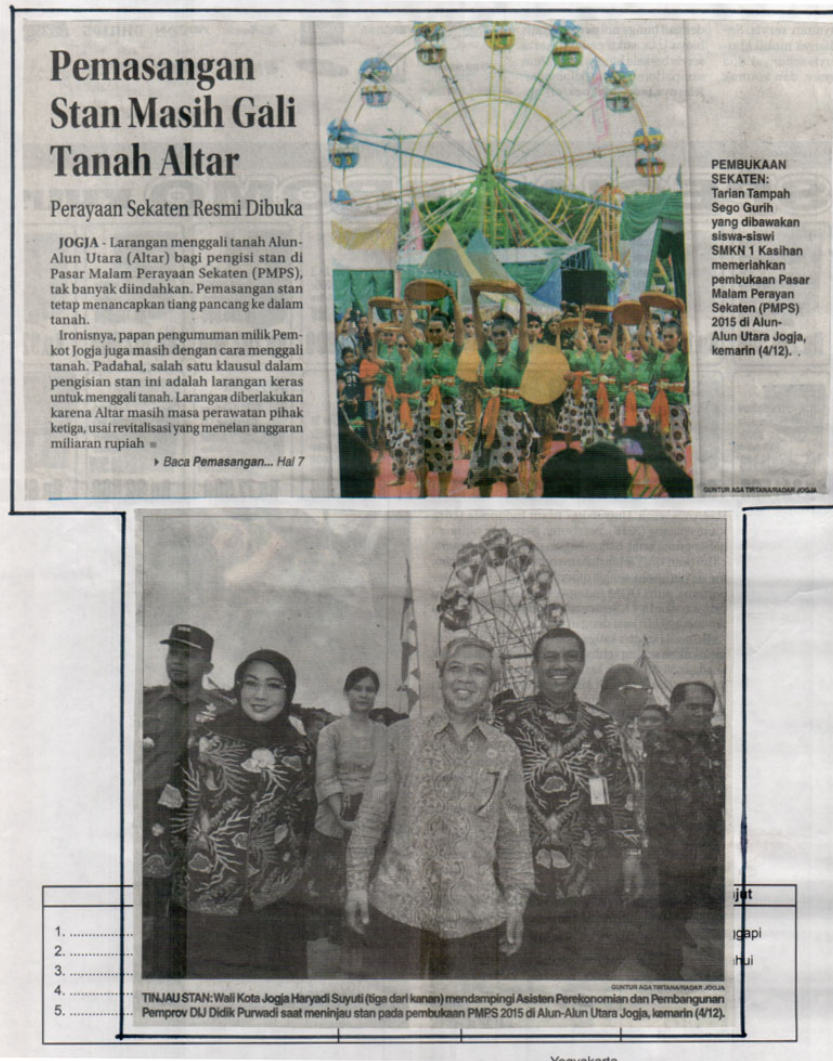 Pemasangan
Stan Masih Gali
Tanah Altar
Perayaan Sekaten Resmi Dibuka
JOGJA - Larangan menggali tanah Alun-
Alun Utara (Altar) bagi pengisi stan di
Pasar Malam Perayaan Sekaten (PMPS),
tak banyak diindahkan. Pemasangan stan
tetap menancapkan tiang pancang ke dalam
tanah.
Ironisnya, papan pengumuman milik Pem-
kot Jogja juga masih dengan cara menggali
tanah. Padahal, salah satu klausul dalam
pengisian stan ini adalah larangan keras
untuk menggali tanah. Larangan diberlakukan
karena Altar masih masa perawatan pihak
ketiga, usai revitalisasi yang menelan anggaran
miliaran rupiah
Baca Pemasangan... Hal 7
PEMBUKAAN
SEKATEN:
Tarian Tampah
Sego Gurih
yang dibawakan
siswa-siswi
SMKN 1 Kasihan
memeriahkan
pembukaan Pasar
Malam Perayan
Sekaten (PMPS)
2015 di Alun-
Alun Utara Jogja,
kemarin (4/12).
GUNTUR AGA TIRTANA/RADAR JOGJA
GUNTUR AGA TIRTANA/RADAR JOGJA
TINJAU STAN: Wali Kota Jogja Haryadi Suyuti (tiga dari kanan) mendampingi Asisten Perekonomian dan Pembangunan
Pemprov DIJ Didik Purwadi saat meninjau stan pada pembukaan PMPS 2015 di Alun-Alun Utara Jogja, kemarin (4/12).
1. ..................
2. ..................
3. ..................
4. ..................
5. ..................
jut
ggapi
hui
Yogyakarta